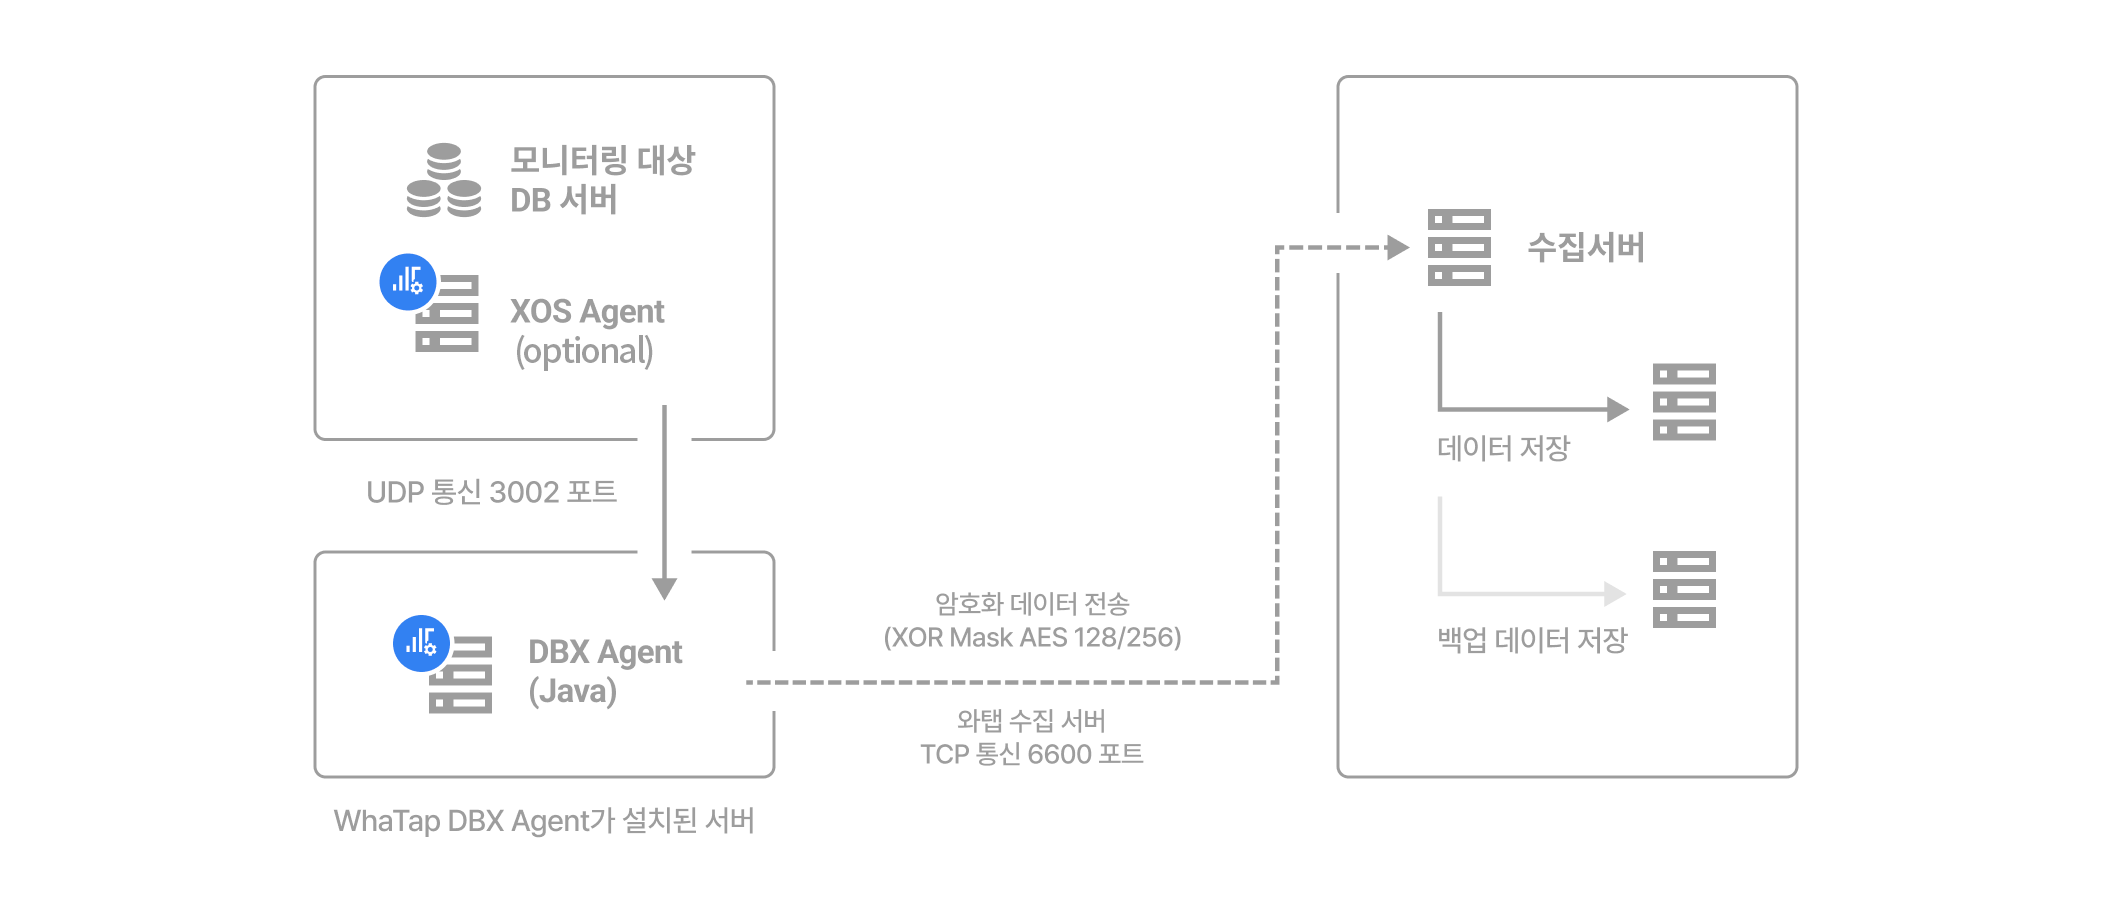 모니터링 대상
DB 서버
XOS Agent
(optional)
UDP 통신 3002 포트
DBX Agent
(Java)
WhaTap DBX Agent가 설치된 서버
암호화 데이터 전송
(XOR Mask AES 128/256)
와탭 수집 서버
TCP 통신 6600 포트
수집서버
데이터 저장
백업 데이터 저장